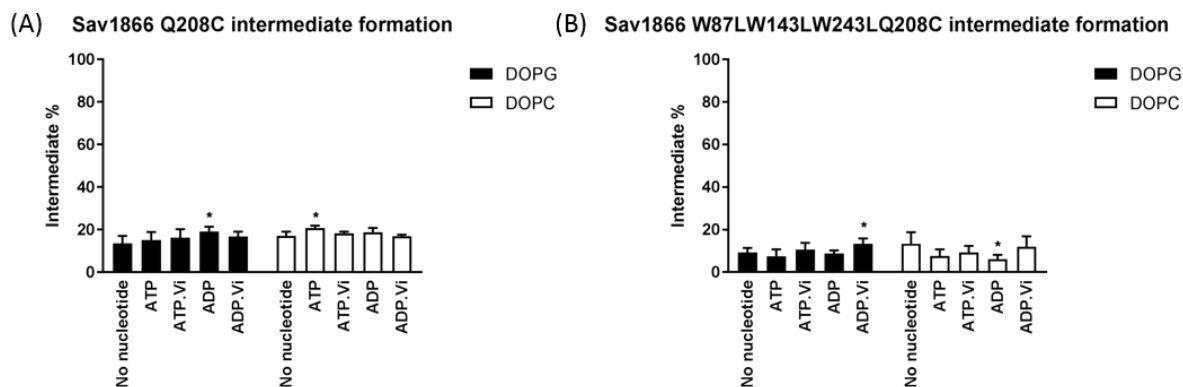 (A) Sav1866 Q208C intermediate formation
Intermediate %
100
80
60
40
20
0
*
*
DOPG
DOPC
No nucleotide
ATP
ATP.Vi
ADP
ADP.Vi
No nucleotide
ATP
ATP.Vi
ADP
ADP.Vi
(B) Sav1866 W87LW143LW243LQ208C intermediate formation
Intermediate %
100
80
60
40
20
0
*
*
DOPG
DOPC
No nucleotide
ATP
ATP.Vi
ADP
ADP.Vi
No nucleotide
ATP
ATP.Vi
ADP
ADP.Vi